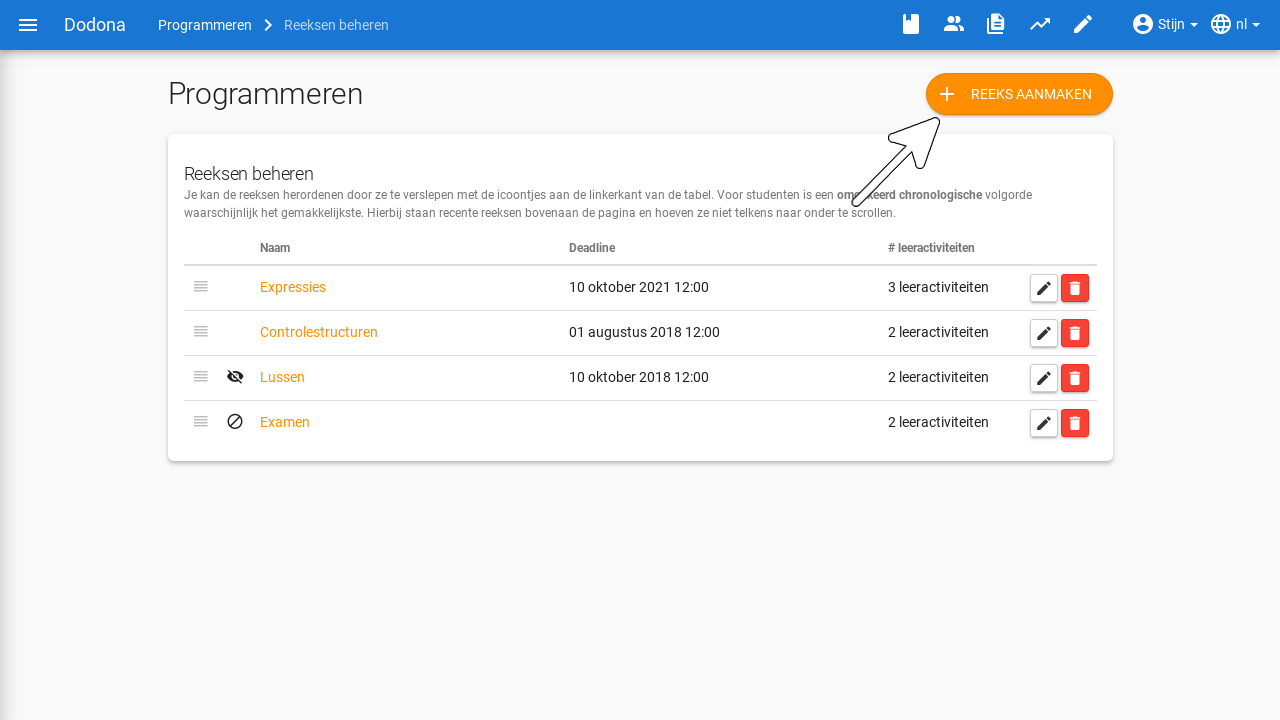 Dodona Programmeren Reeksen beheren Stijn nl
Programmeren
REEKS AANMAKEN
Reeksen beheren
Je kan de reeksen herordenen door ze te verslepen met de icoontjes aan de linkerkant van de tabel. Voor studenten is een omgekeerd chronologische volgorde
waarschijnlijk het gemakkelijkste. Hierbij staan recente reeksen bovenaan de pagina en hoeven ze niet telkens naar onder te scrollen.
Naam Deadline # leeractiviteiten
Expressies 10 oktober 2021 12:00 3 leeractiviteiten
Controlestructuren 01 augustus 2018 12:00 2 leeractiviteiten
Lussen 10 oktober 2018 12:00 2 leeractiviteiten
Examen 2 leeractiviteiten